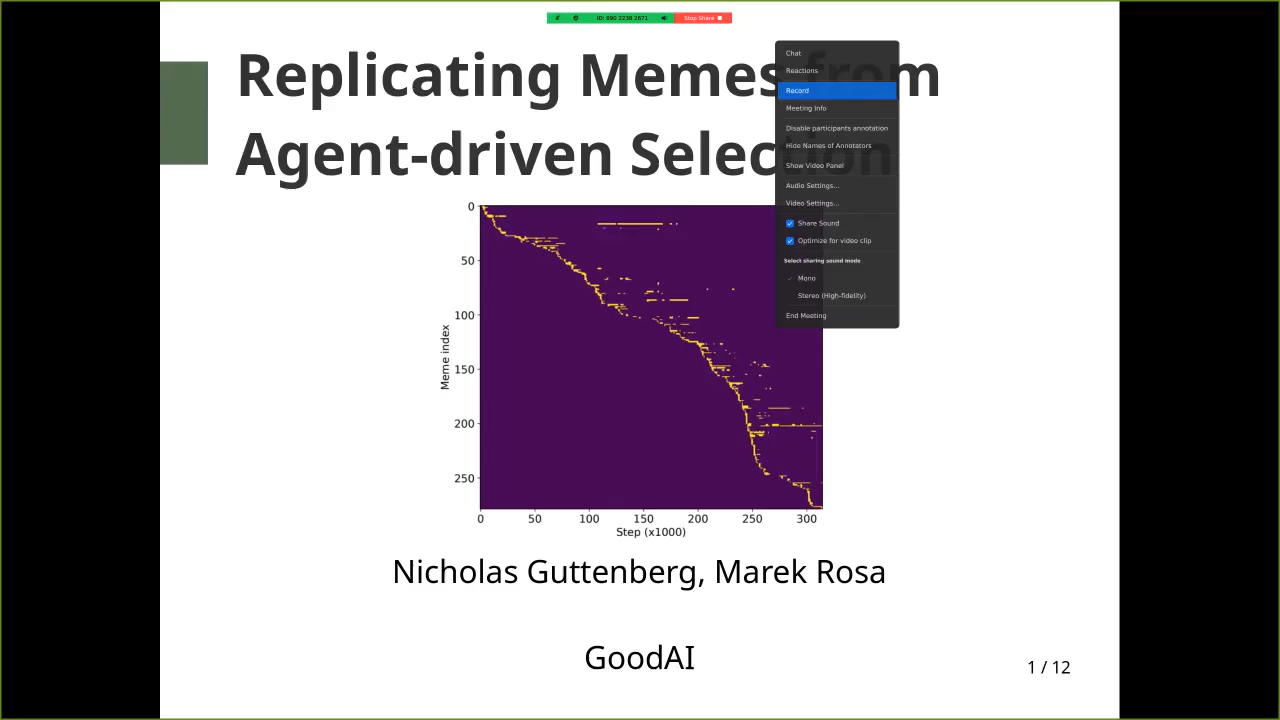 ID: 890 3238 2671
Stop Share
Replicating Memes from
Agent-driven Selection
Chat
Reactions
Record
Meeting Info
Disable participants annotation
Hide Names of Annotators
Show Video Panel
Audio Settings...
Video Settings...
Share Sound
Optimize for video clip
Select sharing sound mode
Mono
Stereo (High-fidelity)
End Meeting
0
50
100
150
200
250
Meme index
0 50 100 150 200 250 300
Step (x1000)
Nicholas Guttenberg, Marek Rosa
GoodAI
1 / 12